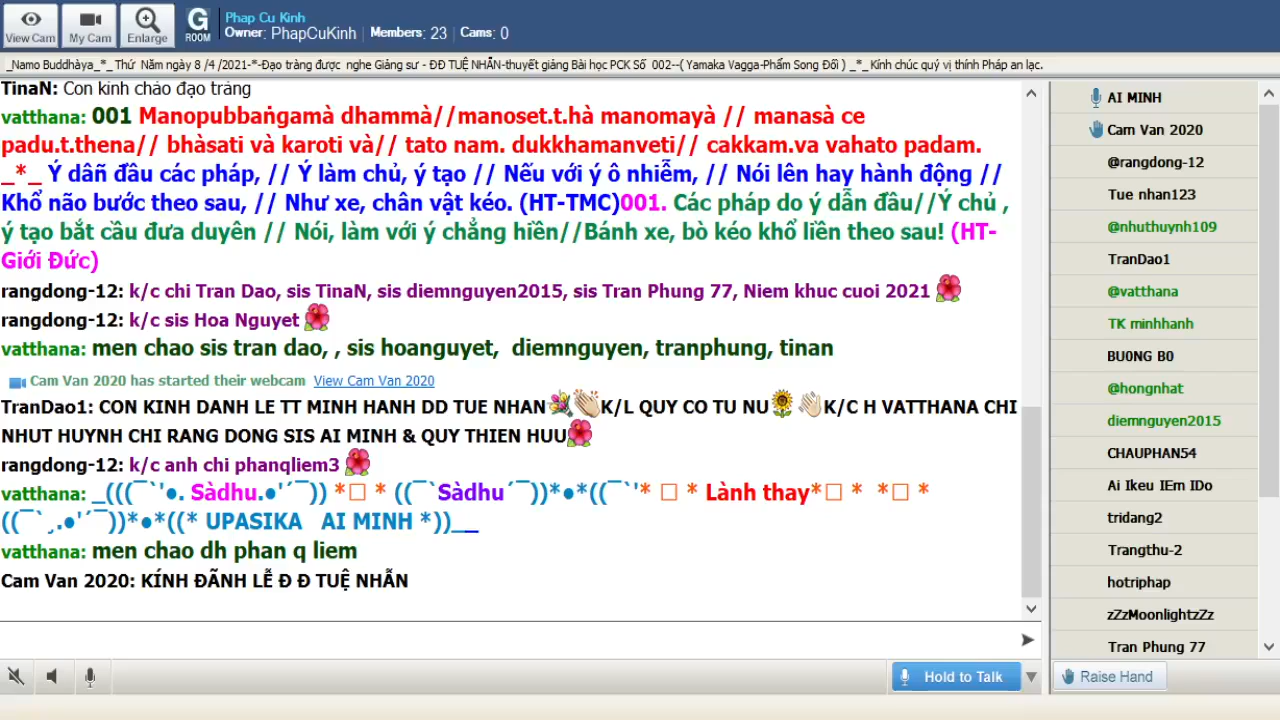 View Cam
My Cam
Enlarge
G
ROOM
Phap Cu Kinh
Owner: PhapCuKinh | Members: 23 | Cams: 0
_Namo Buddhàya_*_ Thứ Năm ngày 8 /4 /2021-*-Đạo tràng được nghe Giảng sư - ĐĐ TUỆ NHẪN-thuyết giảng Bài học PCK Số 002--( Yamaka Vagga-Phẩm Song Đối ) _*_Kính chúc quý vị thính Pháp an lạc.
TinaN: Con kính chào đạo tràng
vatthana: 001 Manopubbaṅgamà dhammà//manoset.t.hà manomayà // manasà ce
padu.t.thena// bhàsati và karoti và// tato nam. dukkhamanveti// cakkam.va vahato padam.
_*_ Ý dẫn đầu các pháp, // Ý làm chủ, ý tạo // Nếu với ý ô nhiễm, // Nói lên hay hành động //
Khổ não bước theo sau, // Như xe, chân vật kéo. (HT-TMC)001. Các pháp do ý dẫn đầu//Ý chủ ,
ý tạo bắt cầu đưa duyên // Nói, làm với ý chẳng hiền//Bánh xe, bò kéo khổ liền theo sau! (HT-
Giới Đức)
rangdong-12: k/c chi Tran Dao, sis TinaN, sis diemnguyen2015, sis Tran Phung 77, Niem khuc cuoi 2021
rangdong-12: k/c sis Hoa Nguyet
vatthana: men chao sis tran dao, , sis hoanguyet, diemnguyen, tranphung, tinan
Cam Van 2020 has started their webcam View Cam Van 2020
TranDao1: CON KINH DANH LE TT MINH HANH DD TUE NHAN K/L QUY CO TU NU K/C H VATTHANA CHI
NHUT HUYNH CHI RANG DONG SIS AI MINH & QUY THIEN HUU
rangdong-12: k/c anh chi phanqliem3
vatthana: _(((¯`'●. Sàdhu.●'´¯)) *□ * ((¯`Sàdhu´¯))*●*((¯`'* □ * Lành thay*□ * *□ *
((¯`¸.●'´¯))*●*((* UPASIKA AI MINH *))__
vatthana: men chao dh phan q liem
Cam Van 2020: KÍNH ĐÃNH LỄ Đ Đ TUỆ NHẪN
Hold to Talk
AI MINH
Cam Van 2020
@rangdong-12
Tue nhan123
@nhuthuynh109
TranDao1
@vatthana
TK minhhanh
BU0NG B0
@hongnhat
diemnguyen2015
CHAUPHAN54
Ai Ikeu IEm IDo
tridang2
Trangthu-2
hotriphap
zZzMoonlightzZz
Tran Phung 77
Raise Hand